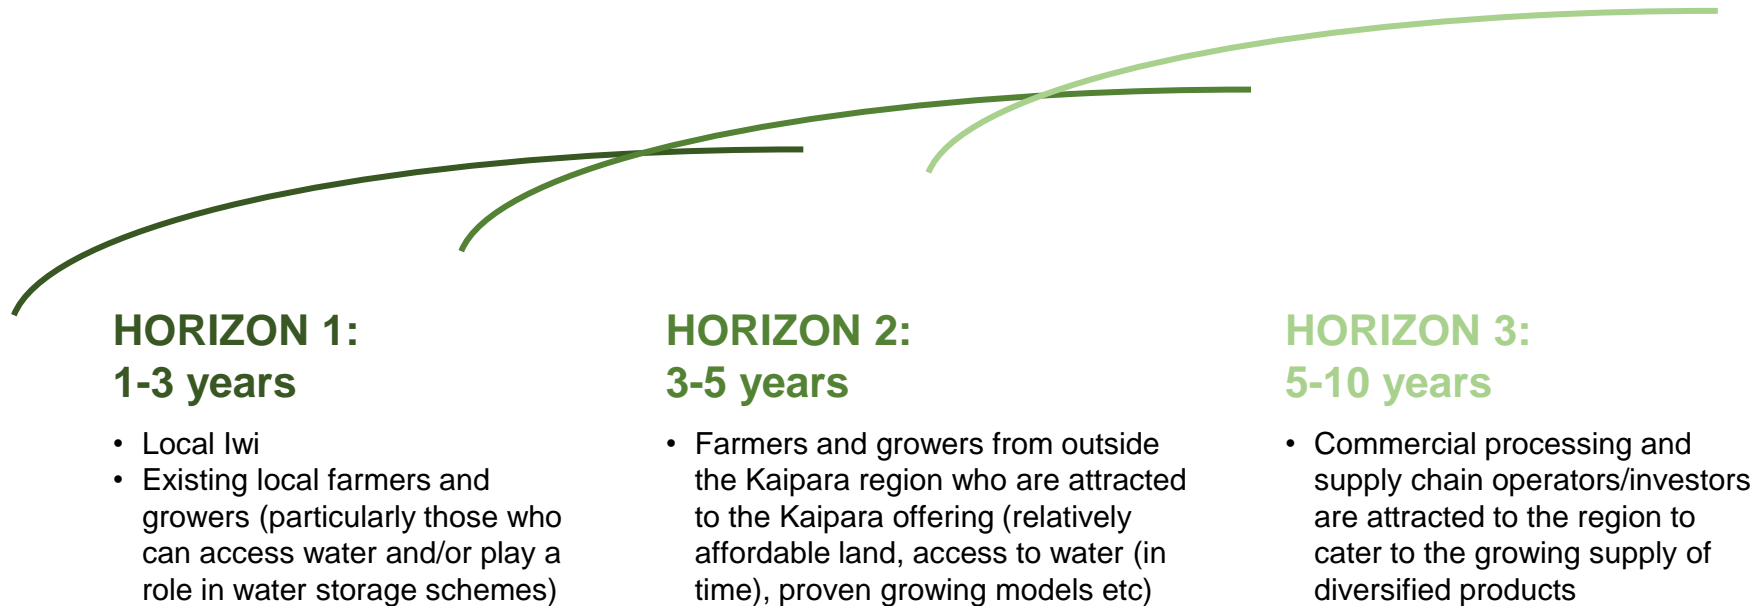 HORIZON 1:
1-3 years
• Local Iwi
• Existing local farmers and
growers (particularly those who
can access water and/or play a
role in water storage schemes)
HORIZON 2:
3-5 years
• Farmers and growers from outside
the Kaipara region who are attracted
to the Kaipara offering (relatively
affordable land, access to water (in
time), proven growing models etc)
HORIZON 3:
5-10 years
• Commercial processing and
supply chain operators/investors
are attracted to the region to
cater to the growing supply of
diversified products